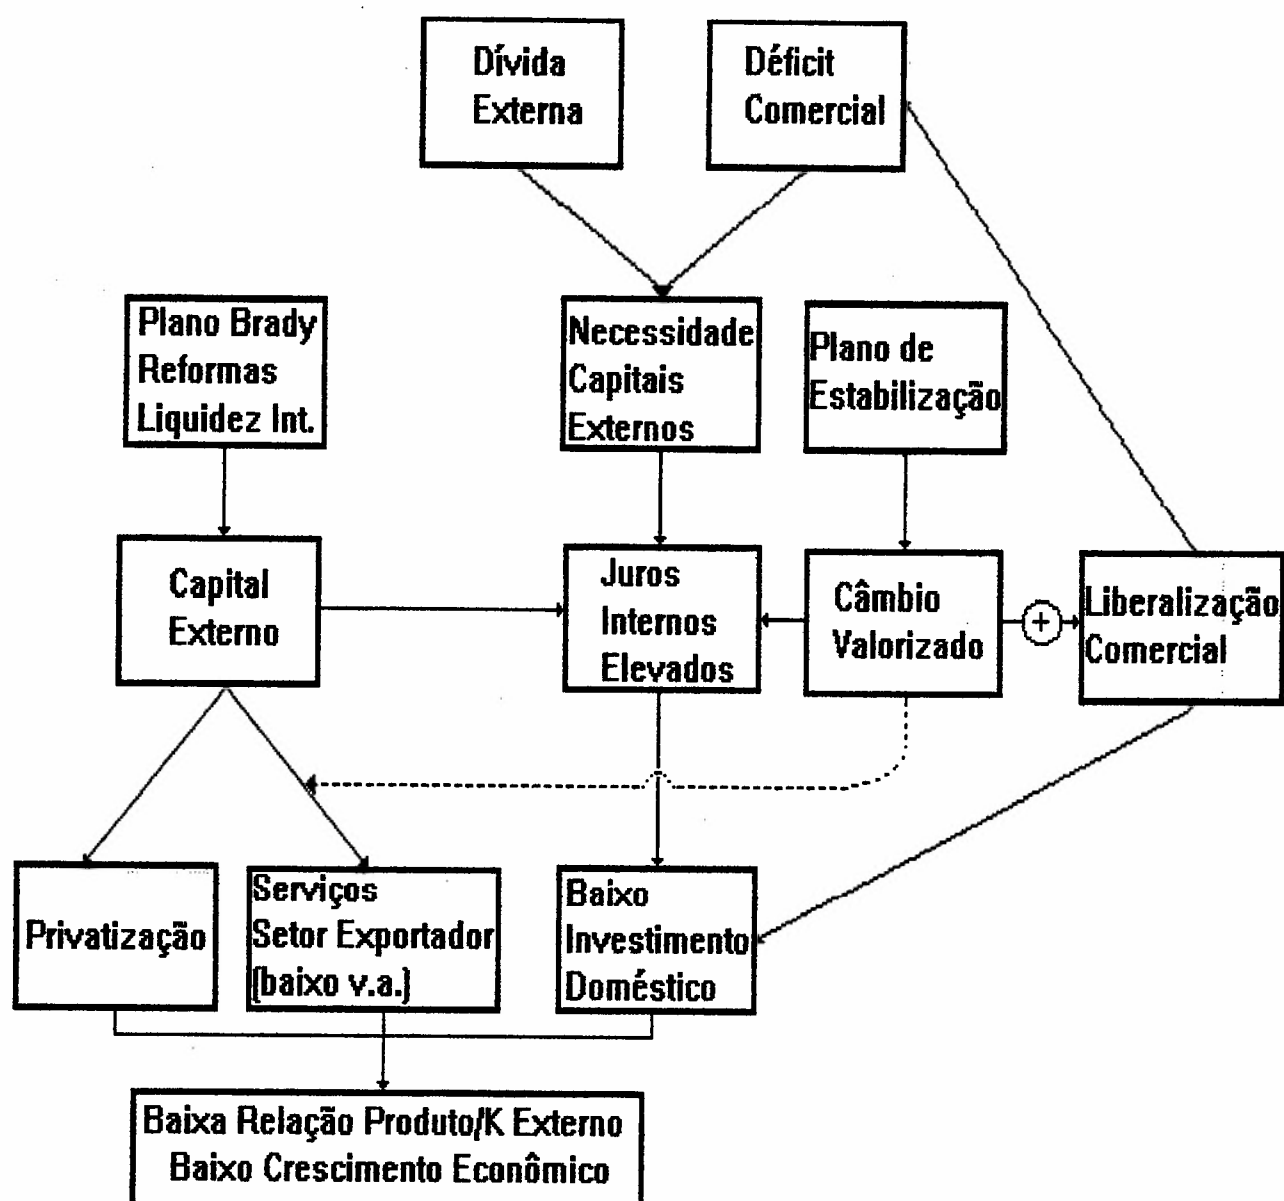 Dívida
Externa
Déficit
Comercial
Plano Brady
Reformas
Liquidez Int.
Necessidade
Capitais
Externos
Plano de
Estabilização
Capital
Externo
Juros
Internos
Elevados
Câmbio
Valorizado
+
Liberalização
Comercial
Privatização
Serviços
Setor Exportador
(baixo v.a.)
Baixo
Investimento
Doméstico
Baixa Relação Produto/K Externo
Baixo Crescimento Econômico